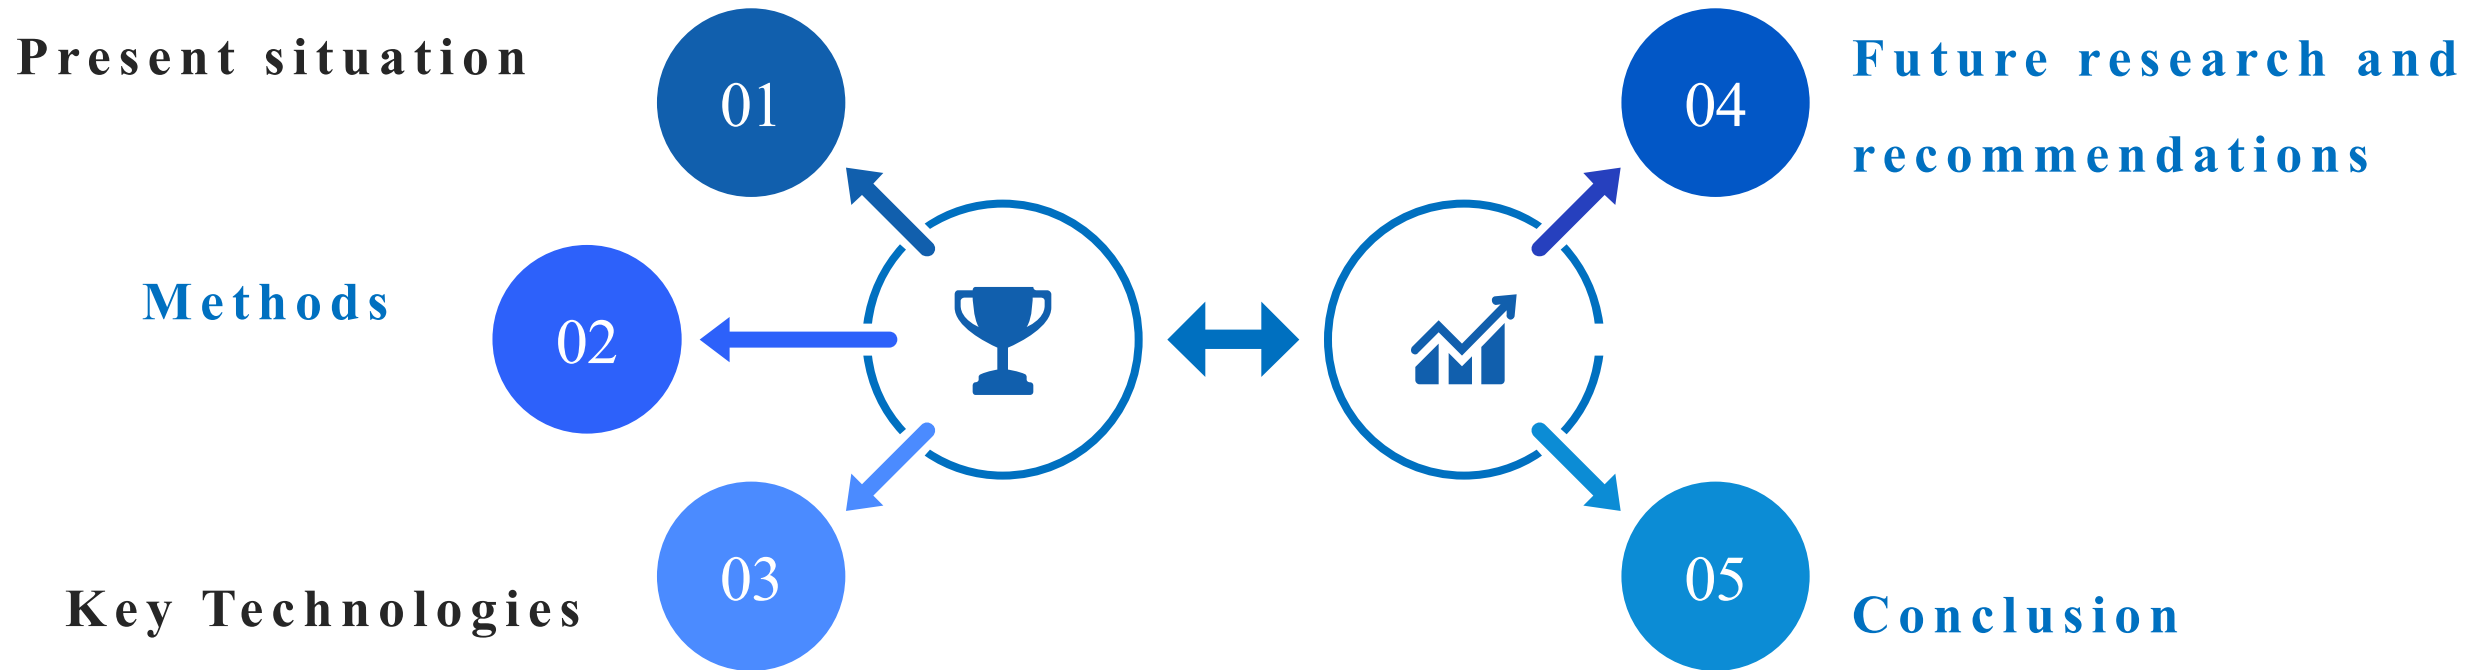 Present situation
01
Methods
02
Key Technologies
03
04
Future research and
recommendations
05
Conclusion